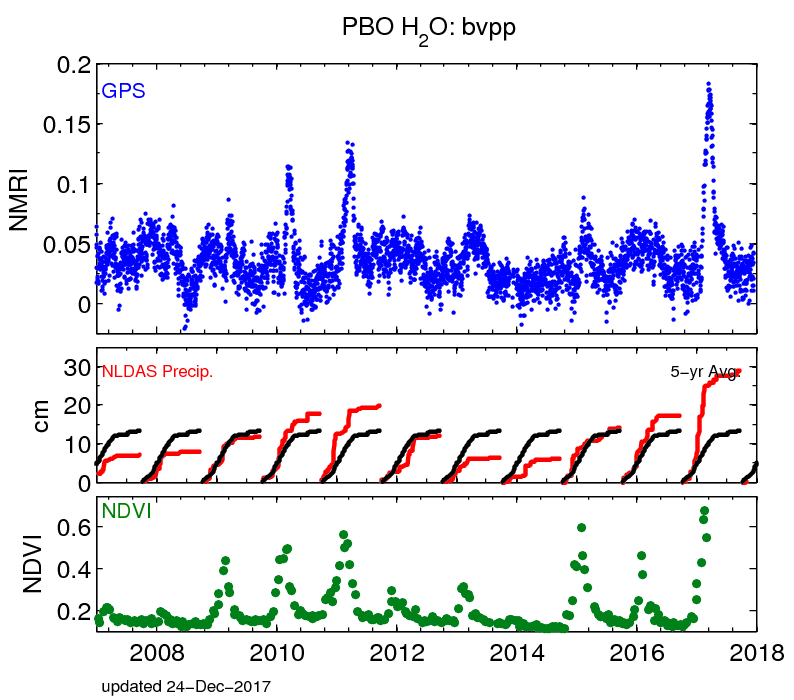 PBO H2O: bvpp
0.2
GPS
0.15
0.1
0.05
0
NMRI
NLDAS Precip.
5-yr Avg.
30
20
10
0
cm
NDVI
0.6
0.4
0.2
NDVI
2008 2010 2012 2014 2016 2018
updated 24-Dec-2017